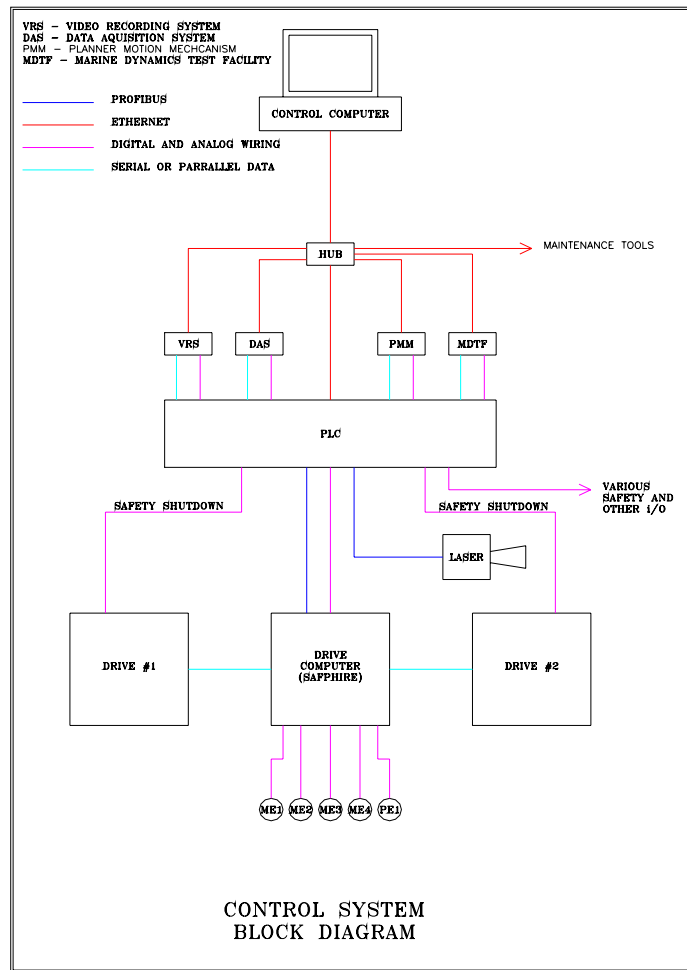 VRS – VIDEO RECORDING SYSTEM
DAS – DATA AQUISITION SYSTEM
PMM – PLANNER MOTION MECHCANISM
MDTF – MARINE DYNAMICS TEST FACILITY
PROFIBUS
ETHERNET
DIGITAL AND ANALOG WIRING
SERIAL OR PARRALLEL DATA
CONTROL COMPUTER
HUB
MAINTENANCE TOOLS
VRS
DAS
PMM
MDTF
PLC
SAFETY SHUTDOWN
SAFETY SHUTDOWN
VARIOUS
SAFETY AND
OTHER i/O
LASER
DRIVE #1
DRIVE
COMPUTER
(SAFPHIRE)
DRIVE #2
ME1
ME2
ME3
ME4
PE1
CONTROL SYSTEM
BLOCK DIAGRAM